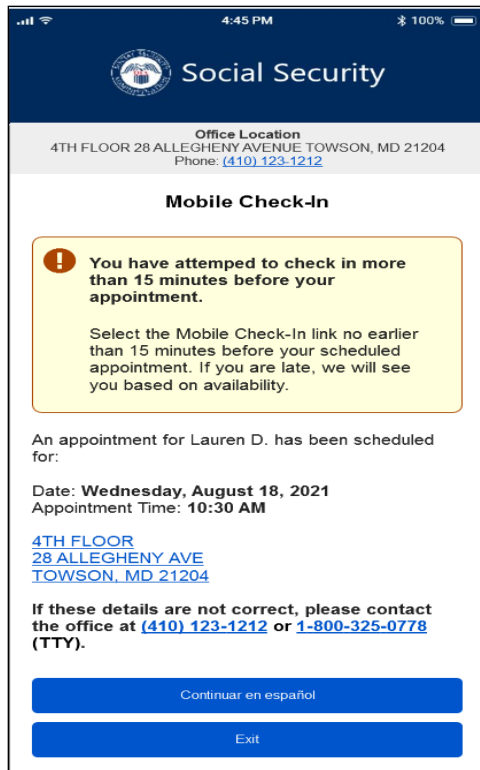 4:45 PM
100%
Social Security
Office Location
4TH FLOOR 28 ALLEGHENY AVENUE TOWSON, MD 21204
Phone: (410) 123-1212
Mobile Check-In
You have attemped to check in more
than 15 minutes before your
appointment.
Select the Mobile Check-In link no earlier
than 15 minutes before your scheduled
appointment. If you are late, we will see
you based on availability.
An appointment for Lauren D. has been scheduled
for:
Date: Wednesday, August 18, 2021
Appointment Time: 10:30 AM
4TH FLOOR
28 ALLEGHENY AVE
TOWSON, MD 21204
If these details are not correct, please contact
the office at (410) 123-1212 or 1-800-325-0778
(TTY).
Continuar en español
Exit